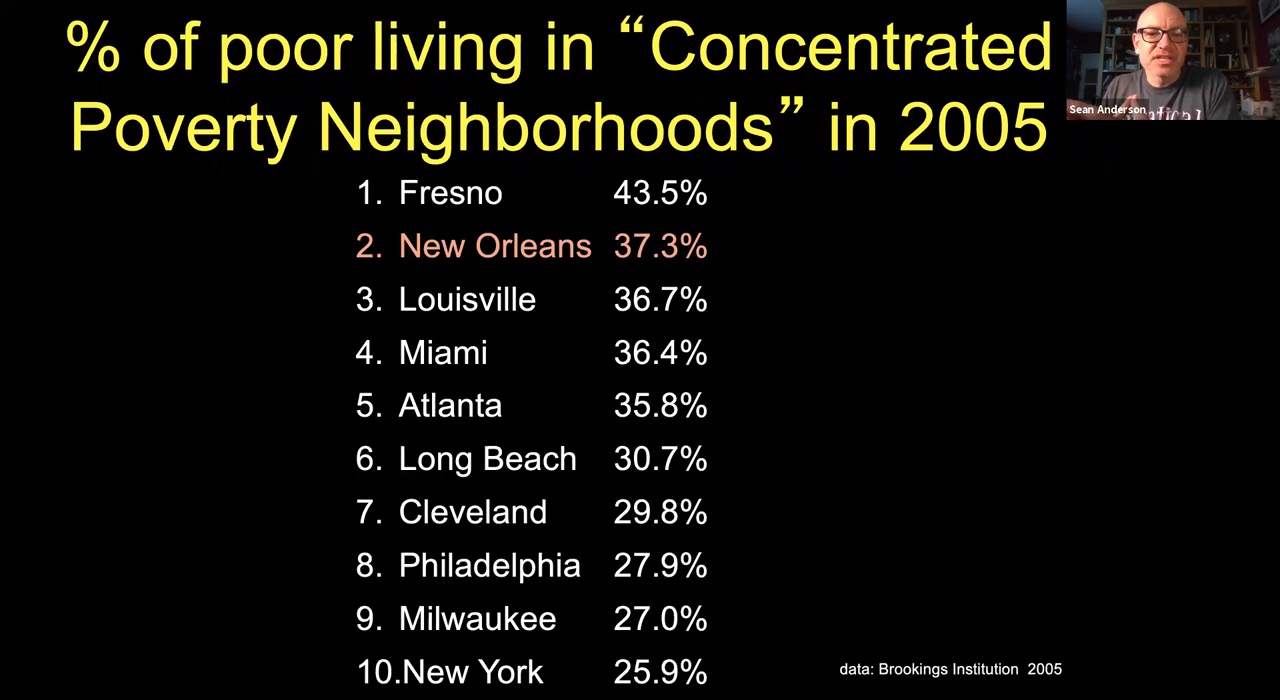 % of poor living in “Concentrated
Poverty Neighborhoods” in 2005
Sean Anderson
1. Fresno 43.5%
2. New Orleans 37.3%
3. Louisville 36.7%
4. Miami 36.4%
5. Atlanta 35.8%
6. Long Beach 30.7%
7. Cleveland 29.8%
8. Philadelphia 27.9%
9. Milwaukee 27.0%
10.New York 25.9%
data: Brookings Institution 2005